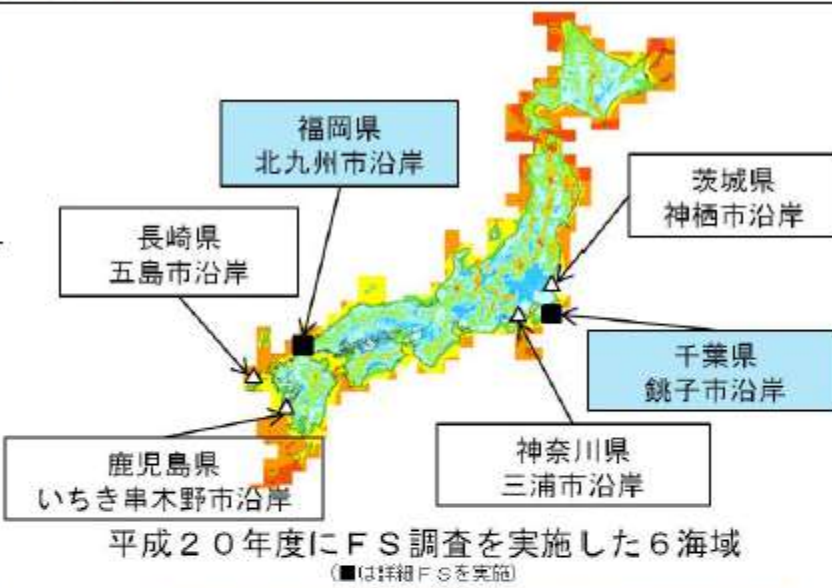 福岡県
北九州市沿岸
茨城県
神栖市沿岸
長崎県
五島市沿岸
千葉県
銚子市沿岸
神奈川県
三浦市沿岸
鹿児島県
いちき串木野市沿岸
平成20年度にFS調査を実施した6海域
(■は詳細FSを実施)